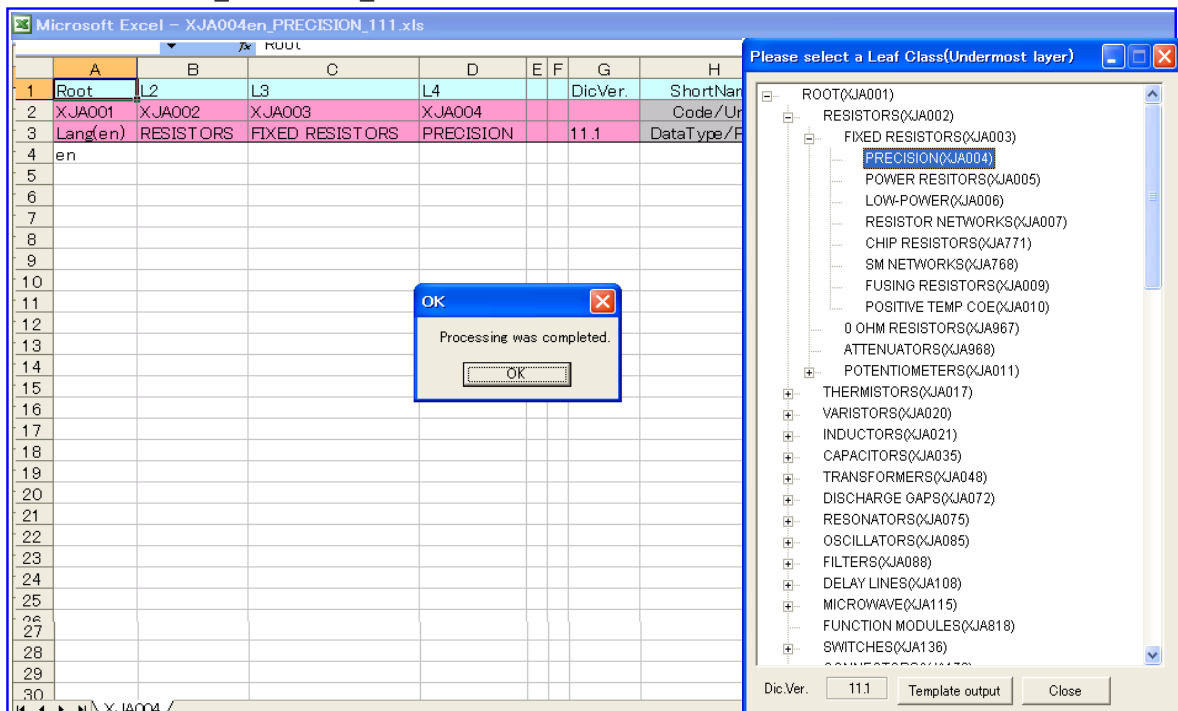 Microsoft Excel - XJA004en_PRECISION_111.xls
fx Root
A B C D E F G H
1 Root L2 L3 L4 DicVer. ShortNam
2 XJA001 XJA002 XJA003 XJA004 Code/Un
3 Lang(en) RESISTORS FIXED RESISTORS PRECISION 11.1 DataType/F
4 en
5
6
7
8
9
10
11
12
13
14
15
16
17
18
19
20
21
22
23
24
25
26
27
28
29
30
XJA004
OK
Processing was completed.
OK
Please select a Leaf Class(Undermost layer)
ROOT(XJA001)
RESISTORS(XJA002)
FIXED RESISTORS(XJA003)
PRECISION(XJA004)
POWER RESITORS(XJA005)
LOW-POWER(XJA006)
RESISTOR NETWORKS(XJA007)
CHIP RESISTORS(XJA771)
SM NETWORKS(XJA768)
FUSING RESISTORS(XJA009)
POSITIVE TEMP COE(XJA010)
0 OHM RESISTORS(XJA967)
ATTENUATORS(XJA968)
POTENTIOMETERS(XJA011)
THERMISTORS(XJA017)
VARISTORS(XJA020)
INDUCTORS(XJA021)
CAPACITORS(XJA035)
TRANSFORMERS(XJA048)
DISCHARGE GAPS(XJA072)
RESONATORS(XJA075)
OSCILLATORS(XJA085)
FILTERS(XJA088)
DELAY LINES(XJA108)
MICROWAVE(XJA115)
FUNCTION MODULES(XJA818)
SWITCHES(XJA136)
Dic.Ver. 11.1 Template output Close